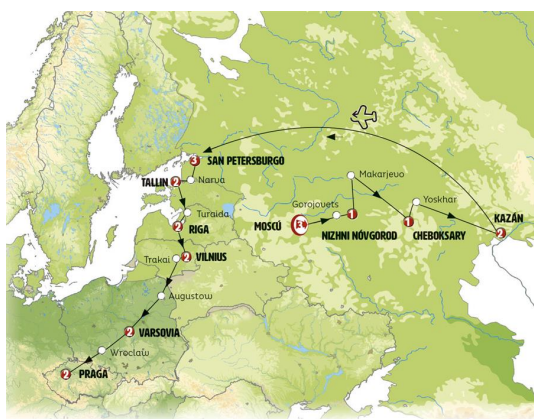 3 SAN PETERSBURGO
TALLIN 2
Narva
Makarjevo
Gorojovets
Yoskhar
Turaida
2
RIGA
MOSCÚ 3
1
NIZHNI NÓVGOROD
1
CHEBOKSARY
KAZÁN
2
Trakai
2 VILNIUS
Augustow
2 VARSOVIA
Wroclaw
2 PRAGA